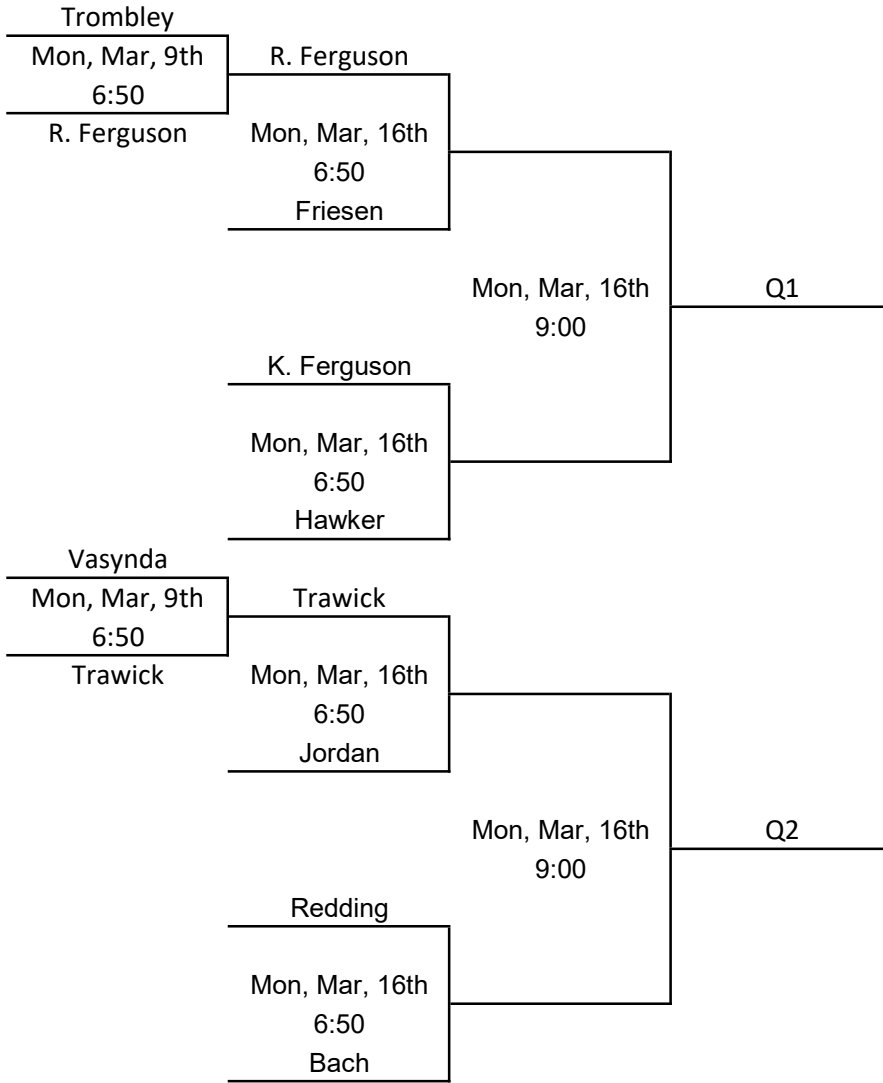 Trombley
Mon, Mar, 9th
6:50
R. Ferguson
R. Ferguson
Mon, Mar, 16th
6:50
Friesen
Mon, Mar, 16th
9:00
Q1
K. Ferguson
Mon, Mar, 16th
6:50
Hawker
Vasynda
Mon, Mar, 9th
6:50
Trawick
Trawick
Mon, Mar, 16th
6:50
Jordan
Mon, Mar, 16th
9:00
Q2
Redding
Mon, Mar, 16th
6:50
Bach